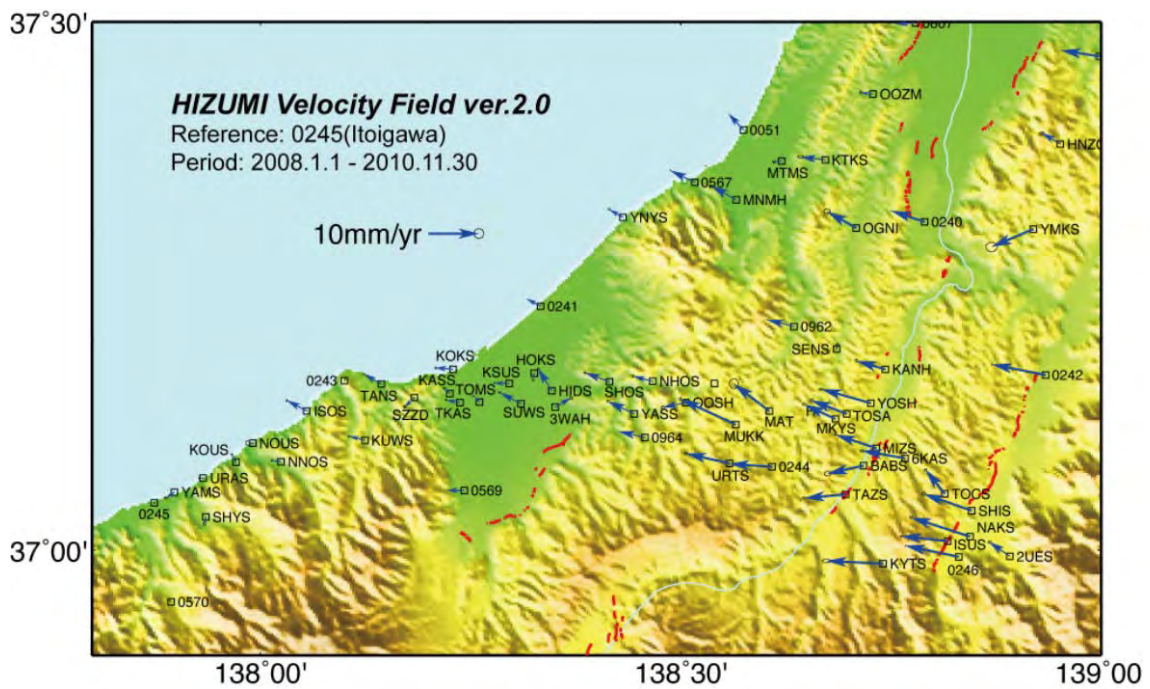 37°30'
0567
OOZM
HIZUMI Velocity Field ver.2.0
Reference: 0245(Itoigawa)
Period: 2008.1.1 - 2010.11.30
0051
HNZ
KTKS
MTMS
0567
MNMH
10mm/yr
YNYS
OGNI
0240
YMKS
0241
0962
SENS
KOKS
HOKS
KANH
0243
TANS
KASS
TOMS
KSUS
HIDS
SHOS
NHOS
0242
ISOS
SZZD
TKAS
SUWS
3WAH
YASS
OOSH
MAT
YOSH
TOSA
MKYS
MUKK
KOUS
NOUS
KUWS
0964
MIZS
NNOS
6KAS
URTS
0244
BABS
URAS
YAMS
0569
TAZS
TOCS
0245
SHYS
SHIS
NAKS
37°00'
ISUS
2UES
KYTS
0246
0570
138°00'
138°30'
139°00'